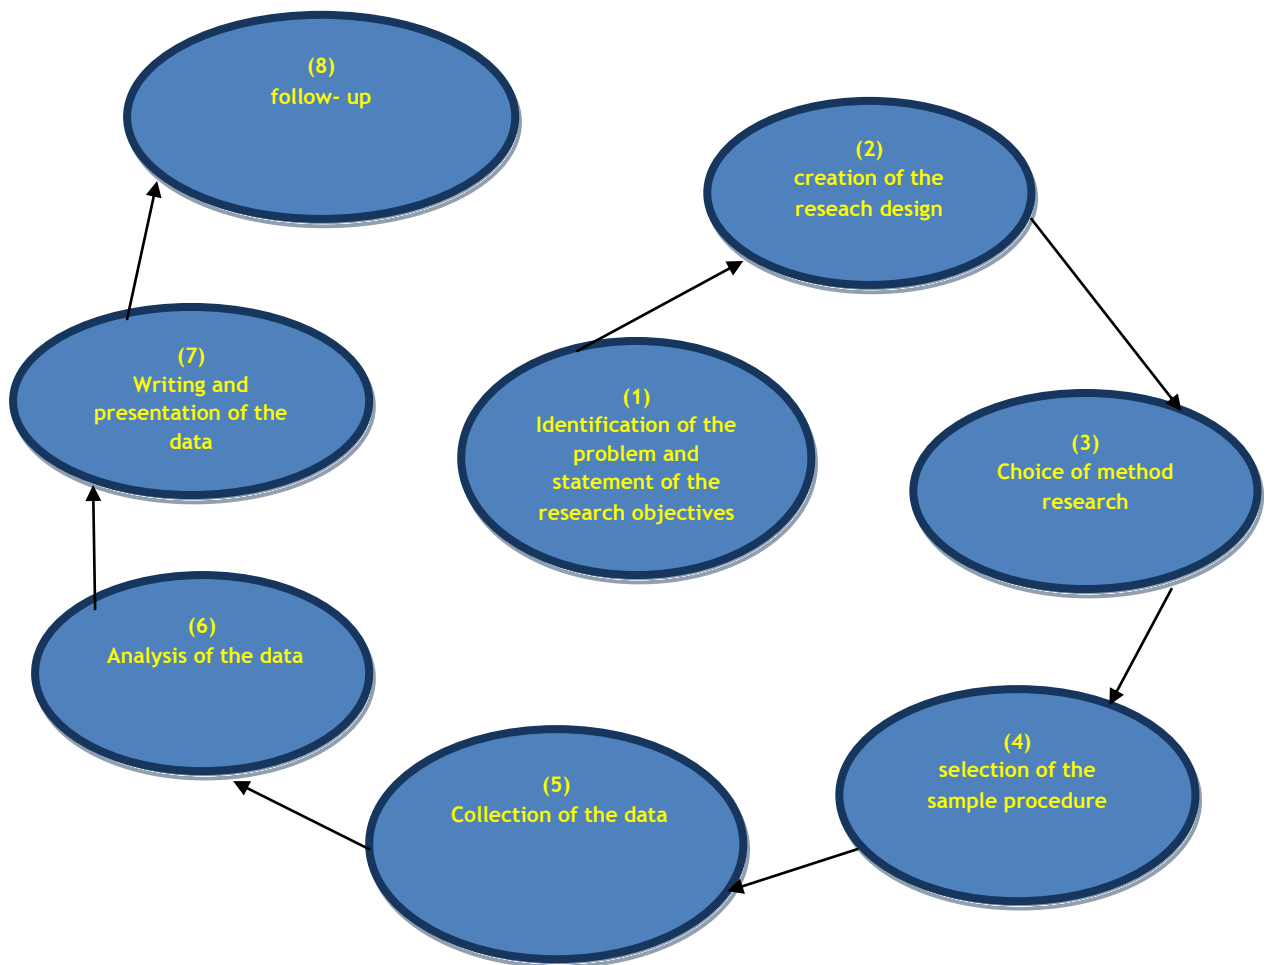 (1)
Identification of the
problem and
statement of the
research objectives
(2)
creation of the
reseach design
(3)
Choice of method
research
(4)
selection of the
sample procedure
(5)
Collection of the data
(6)
Analysis of the data
(7)
Writing and
presentation of the
data
(8)
follow- up